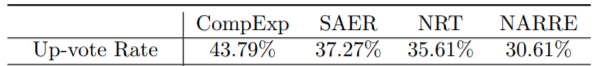 CompExp SAER NRT NARRE
Up-vote Rate 43.79% 37.27% 35.61% 30.61%